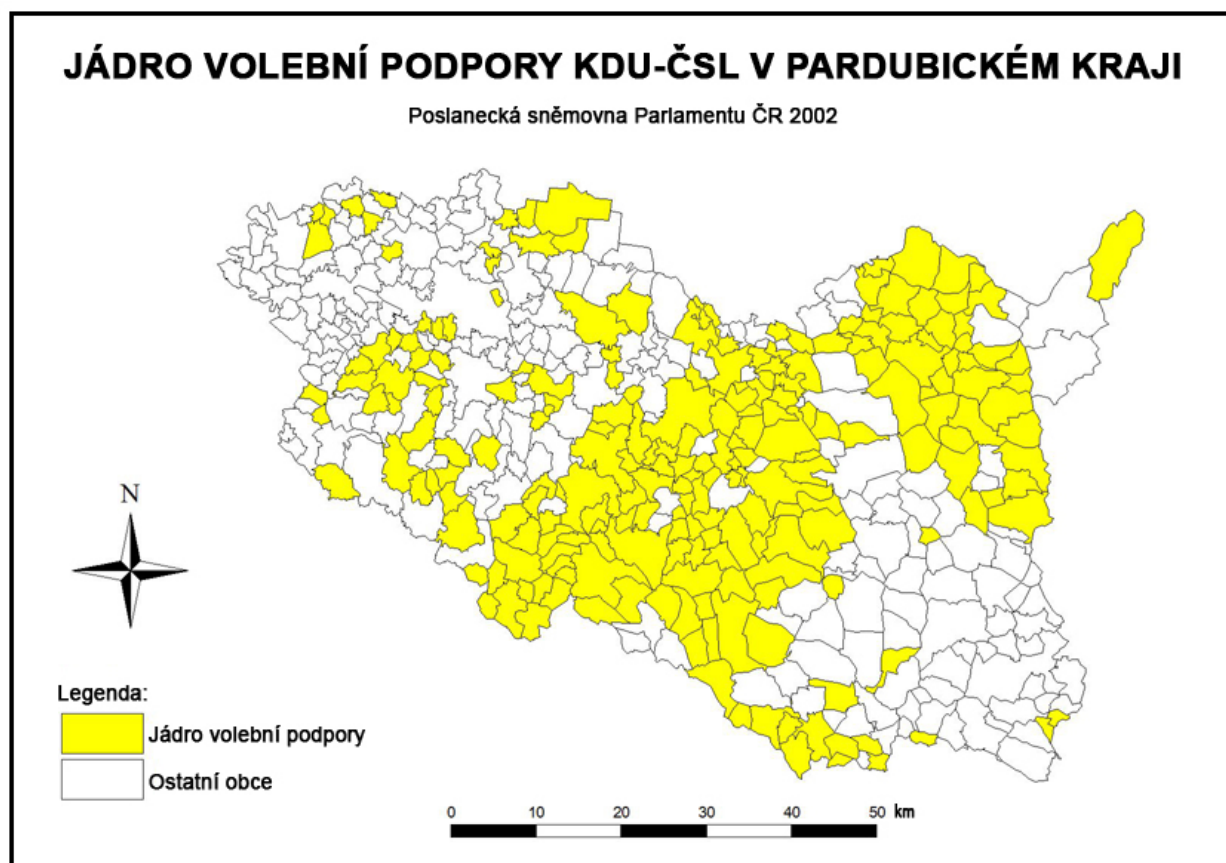 JÁDRO VOLEBNÍ PODPORY KDU-ČSL V PARDUBICKÉM KRAJI
Poslanecká sněmovna Parlamentu ČR 2002
N
Legenda:
Jádro volební podpory
Ostatní obce
0 10 20 30 40 50 km